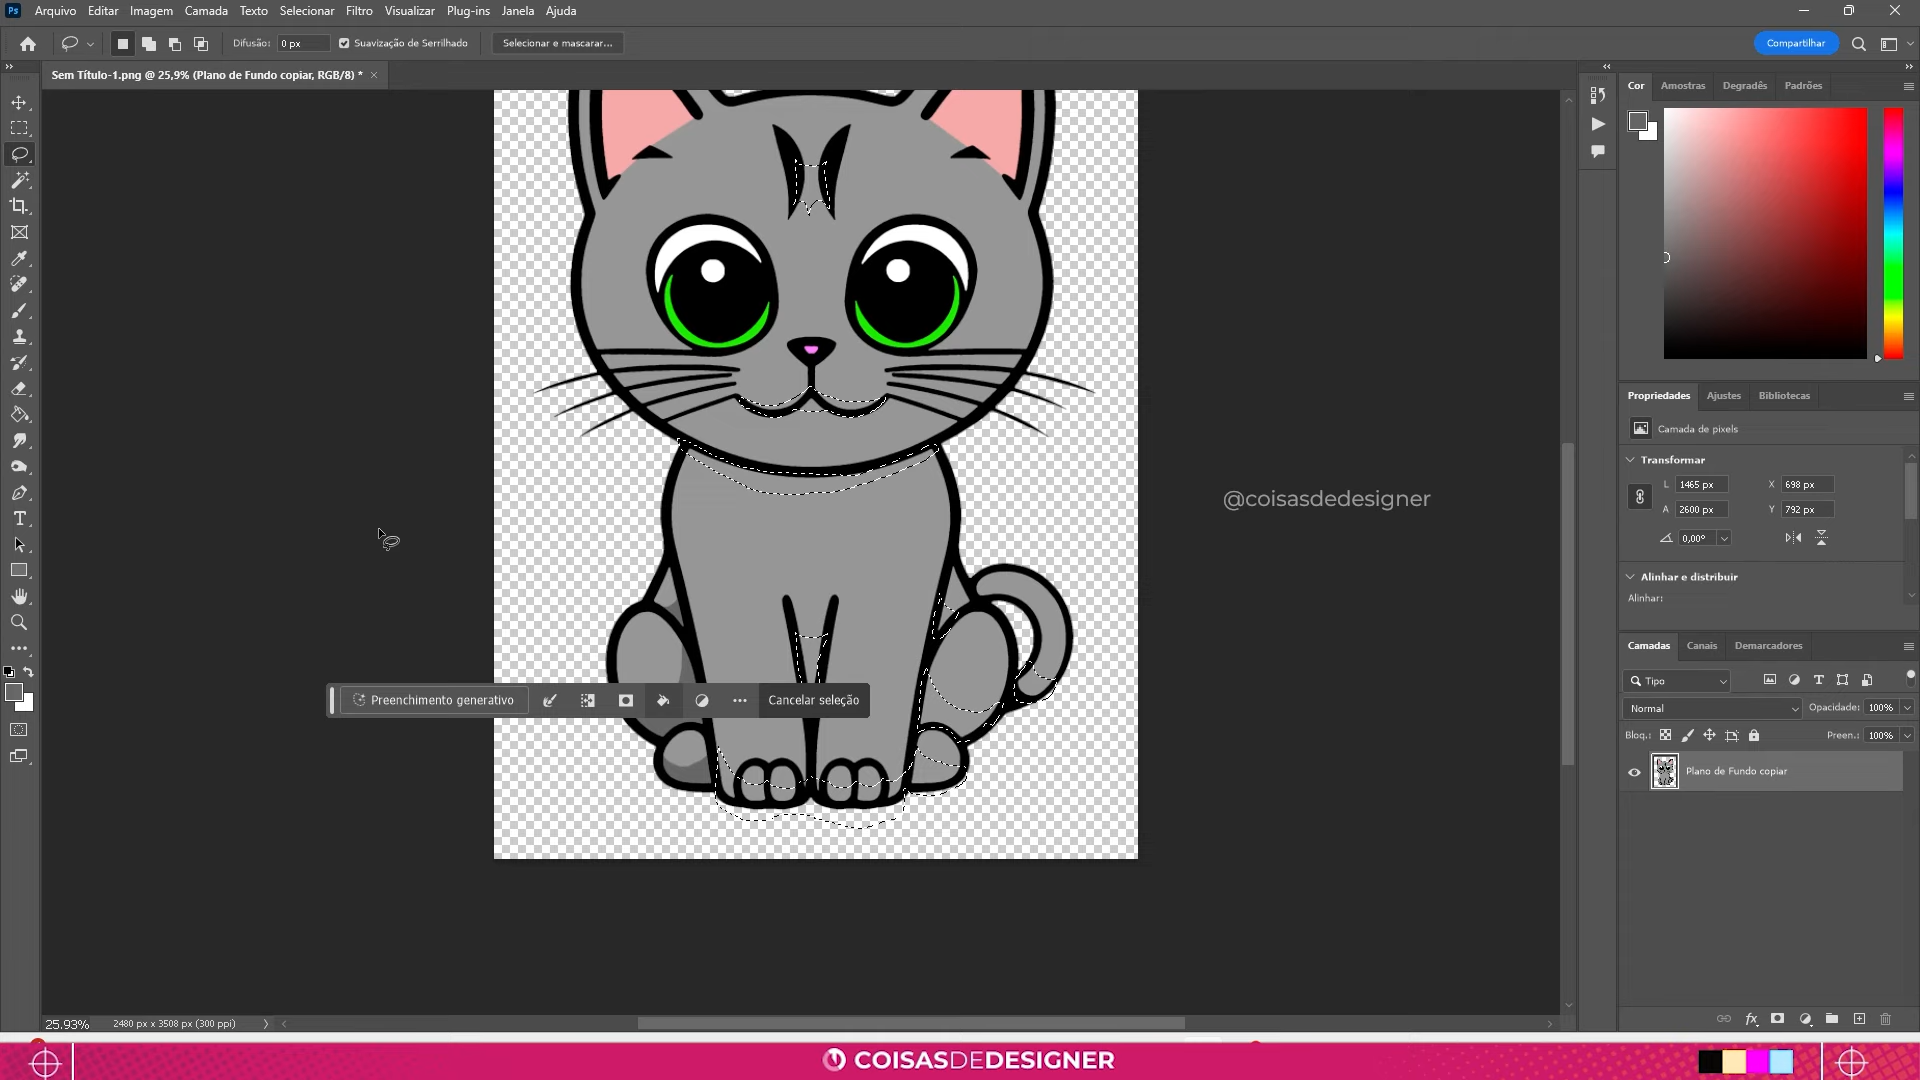 Ps Arquivo Editar Imagem Camada Texto Selecionar Filtro Visualizar Plug-ins Janela Ajuda
Difusão: 0 px Suavização de Serrilhado Selecionar e mascarar... Compartilhar
Sem Título-1.png @ 25,9% (Plano de Fundo copiar, RGB/8) * ×
Cor Amostras Degradês Padrões
Propriedades Ajustes Bibliotecas
Camada de pixels
Transformar
L 1465 px X 698 px
A 2600 px Y 792 px
0,00°
Alinhar e distribuir
Alinhar:
@coisasdedesigner
Camadas Canais Demarcadores
Tipo
Normal Opacidade: 100%
Bloq.: Preen.: 100%
Plano de Fundo copiar
Preenchimento generativo Cancelar seleção
T
25.93% 2480 px x 3508 px (300 ppi)
fx
COISASDEDESIGNER